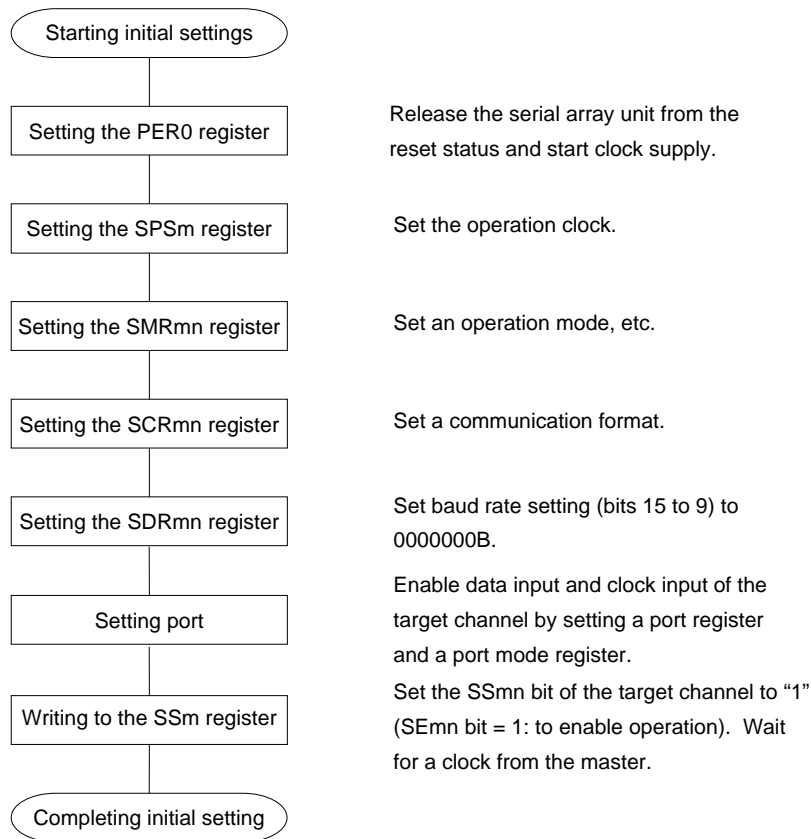 Starting initial settings
Setting the PER0 register
Release the serial array unit from the
reset status and start clock supply.
Setting the SPSm register
Set the operation clock.
Setting the SMRmn register
Set an operation mode, etc.
Setting the SCRmn register
Set a communication format.
Setting the SDRmn register
Set baud rate setting (bits 15 to 9) to
0000000B.
Setting port
Enable data input and clock input of the
target channel by setting a port register
and a port mode register.
Writing to the SSm register
Set the SSmn bit of the target channel to “1”
(SEmn bit = 1: to enable operation). Wait
for a clock from the master.
Completing initial setting